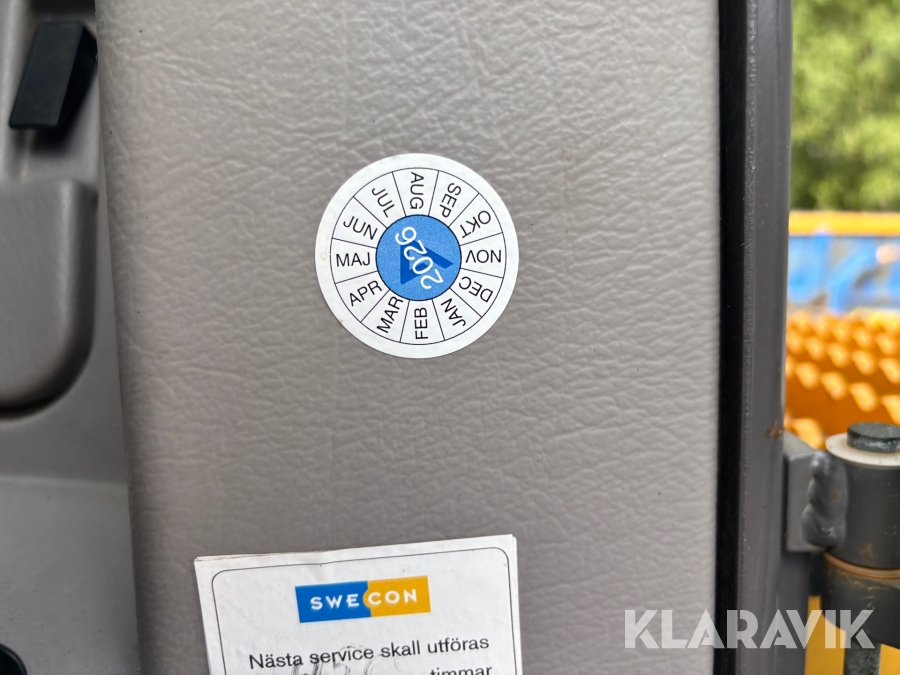 JAN
FEB
MAR
APR
MAJ
JUN
JUL
AUG
SEP
OKT
NOV
DEC
2026
SWECON
Nästa service skall utföras
timmar
KLARAVIK